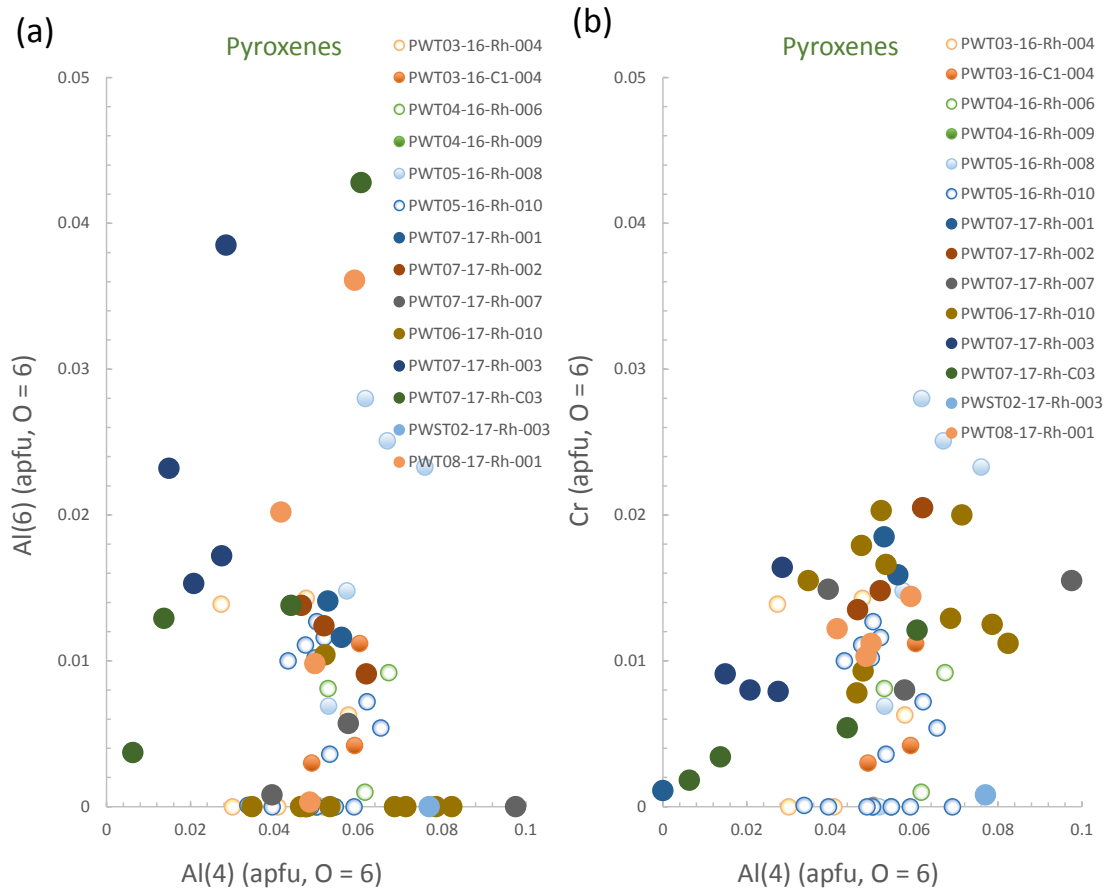 (a)
Pyroxenes
PWT03-16-Rh-004
PWT03-16-C1-004
PWT04-16-Rh-006
PWT04-16-Rh-009
PWT05-16-Rh-008
PWT05-16-Rh-010
PWT07-17-Rh-001
PWT07-17-Rh-002
PWT07-17-Rh-007
PWT06-17-Rh-010
PWT07-17-Rh-003
PWT07-17-Rh-C03
PWST02-17-Rh-003
PWT08-17-Rh-001
Al(6) (apfu, O = 6)
0.05
0.04
0.03
0.02
0.01
0
0
0.02
0.04
0.06
0.08
0.1
Al(4) (apfu, O = 6)
(b)
Pyroxenes
PWT03-16-Rh-004
PWT03-16-C1-004
PWT04-16-Rh-006
PWT04-16-Rh-009
PWT05-16-Rh-008
PWT05-16-Rh-010
PWT07-17-Rh-001
PWT07-17-Rh-002
PWT07-17-Rh-007
PWT06-17-Rh-010
PWT07-17-Rh-003
PWT07-17-Rh-C03
PWST02-17-Rh-003
PWT08-17-Rh-001
Cr (apfu, O = 6)
0.05
0.04
0.03
0.02
0.01
0
0
0.02
0.04
0.06
0.08
0.1
Al(4) (apfu, O = 6)